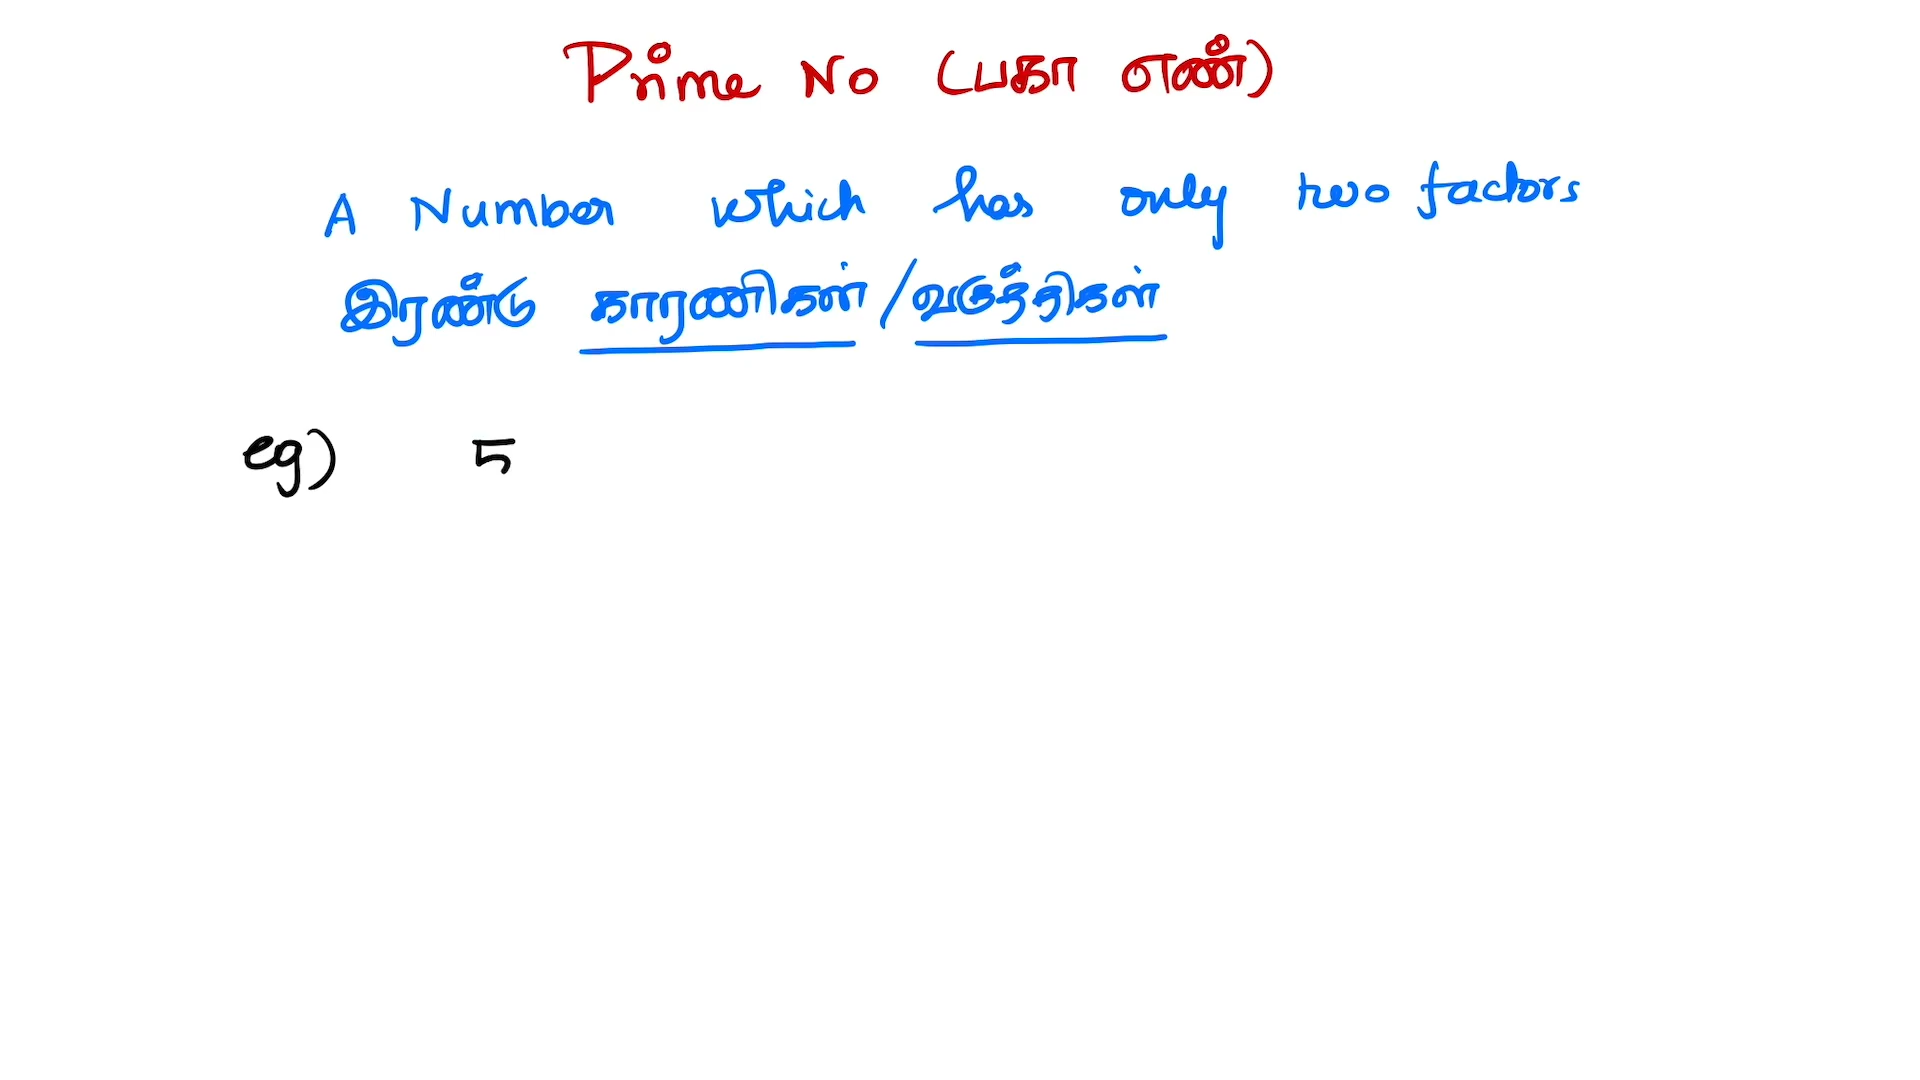 Prime No (பகா எண்)
A Number which has only two factors
இரண்டு காரணிகள் / வகுத்திகள்
eg) 5